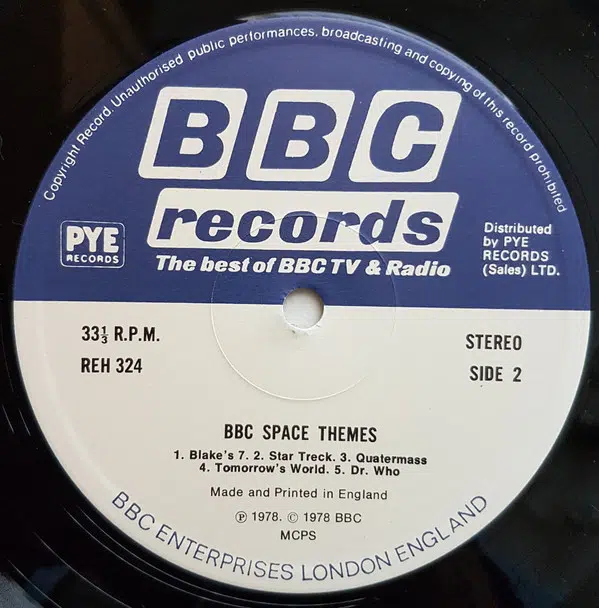 Copyright Record. Unauthorised public performances, broadcasting and copying of this record prohibited
BBC
records
The best of BBC TV & Radio
PYE
RECORDS
Distributed
by PYE
RECORDS
(Sales) LTD.
33⅓ R.P.M.
REH 324
STEREO
SIDE 2
BBC SPACE THEMES
1. Blake's 7. 2. Star Treck. 3. Quatermass
4. Tomorrow's World. 5. Dr. Who
Made and Printed in England
℗ 1978. © 1978 BBC
MCPS
BBC ENTERPRISES LONDON ENGLAND